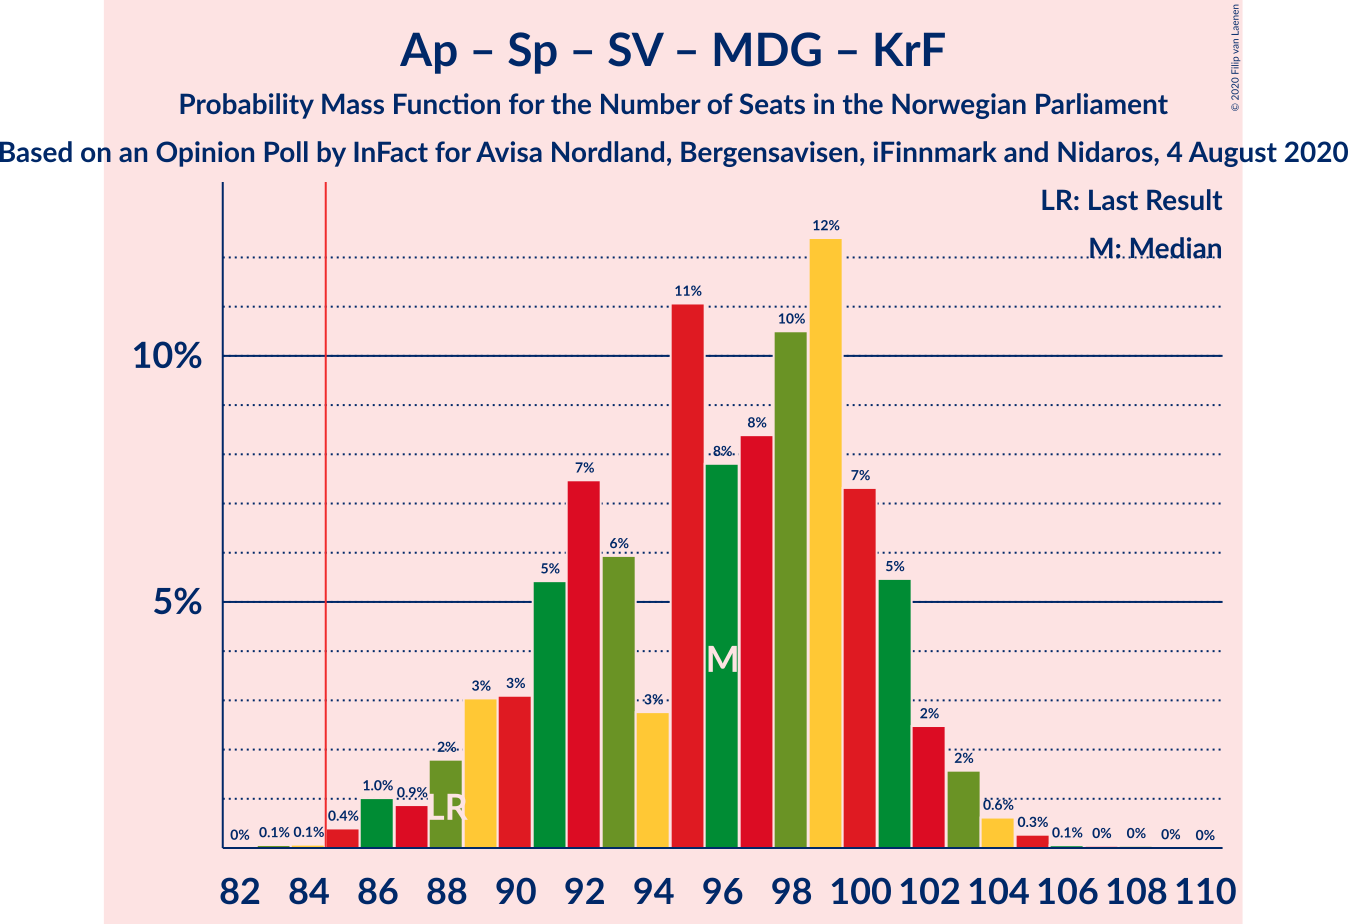 Ap – Sp – SV – MDG – KrF
© 2020 Filip van Laenen
Probability Mass Function for the Number of Seats in the Norwegian Parliament
Based on an Opinion Poll by InFact for Avisa Nordland, Bergensavisen, iFinnmark and Nidaros, 4 August 2020
LR: Last Result
M: Median
10%
5%
0% 0.1% 0.1% 0.4% 1.0% 0.9% 2% 3% 3% 5% 7% 6% 3% 11% 8% 8% 10% 12% 7% 5% 2% 2% 0.6% 0.3% 0.1% 0% 0% 0% 0%
LR
M
82 84 86 88 90 92 94 96 98 100 102 104 106 108 110